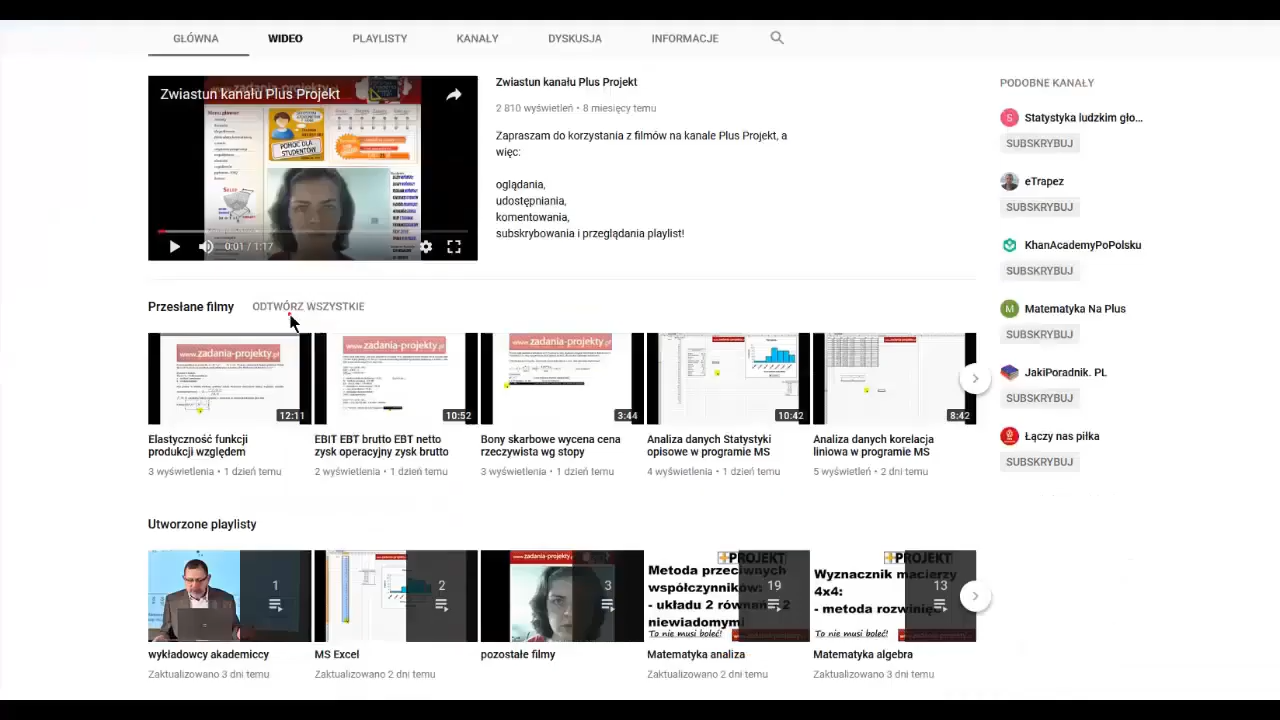 GŁÓWNA
WIDEO
PLAYLISTY
KANAŁY
DYSKUSJA
INFORMACJE
Zwiastun kanału Plus Projekt
www.zadania-projekty
POMOC DLA
STUDENTÓW
0:01 / 1:17
Zwiastun kanału Plus Projekt
2 810 wyświetleń • 8 miesięcy temu
Zapraszam do korzystania z filmów na kanale Plus Projekt, a
więc:
oglądania,
udostępniania,
komentowania,
subskrybowania i przeglądania playlist!
PODOBNE KANAŁY
S
Statystyka ludzkim gło...
SUBSKRYBUJ
eTrapez
SUBSKRYBUJ
KhanAcademyPoPolsku
SUBSKRYBUJ
M
Matematyka Na Plus
SUBSKRYBUJ
JakiPoradnik. PL
SUBSKRYBUJ
Łączy nas piłka
SUBSKRYBUJ
Przesłane filmy
ODTWÓRZ WSZYSTKIE
www.zadania-projekty.pl
12:11
Elastyczność funkcji
produkcji względem
3 wyświetlenia • 1 dzień temu
www.zadania-projekty.pl
10:52
EBIT EBT brutto EBT netto
zysk operacyjny zysk brutto
2 wyświetlenia • 1 dzień temu
www.zadania-projekty.pl
3:44
Bony skarbowe wycena cena
rzeczywista wg stopy
3 wyświetlenia • 1 dzień temu
10:42
Analiza danych Statystyki
opisowe w programie MS
4 wyświetlenia • 1 dzień temu
8:42
Analiza danych korelacja
liniowa w programie MS
5 wyświetleń • 2 dni temu
Utworzone playlisty
1
wykładowcy akademiccy
Zaktualizowano 3 dni temu
2
MS Excel
Zaktualizowano 2 dni temu
www.zadania-projekty.pl
3
pozostałe filmy
PROJEKT
Metoda przeciwnych
współczynników:
- układu 2 równań 2
niewiadomymi
To nie musi boleć!
19
Matematyka analiza
Zaktualizowano 2 dni temu
PROJEKT
Wyznacznik macierzy
4x4:
- metoda rozwinięć
To nie musi boleć!
13
Matematyka algebra
Zaktualizowano 3 dni temu